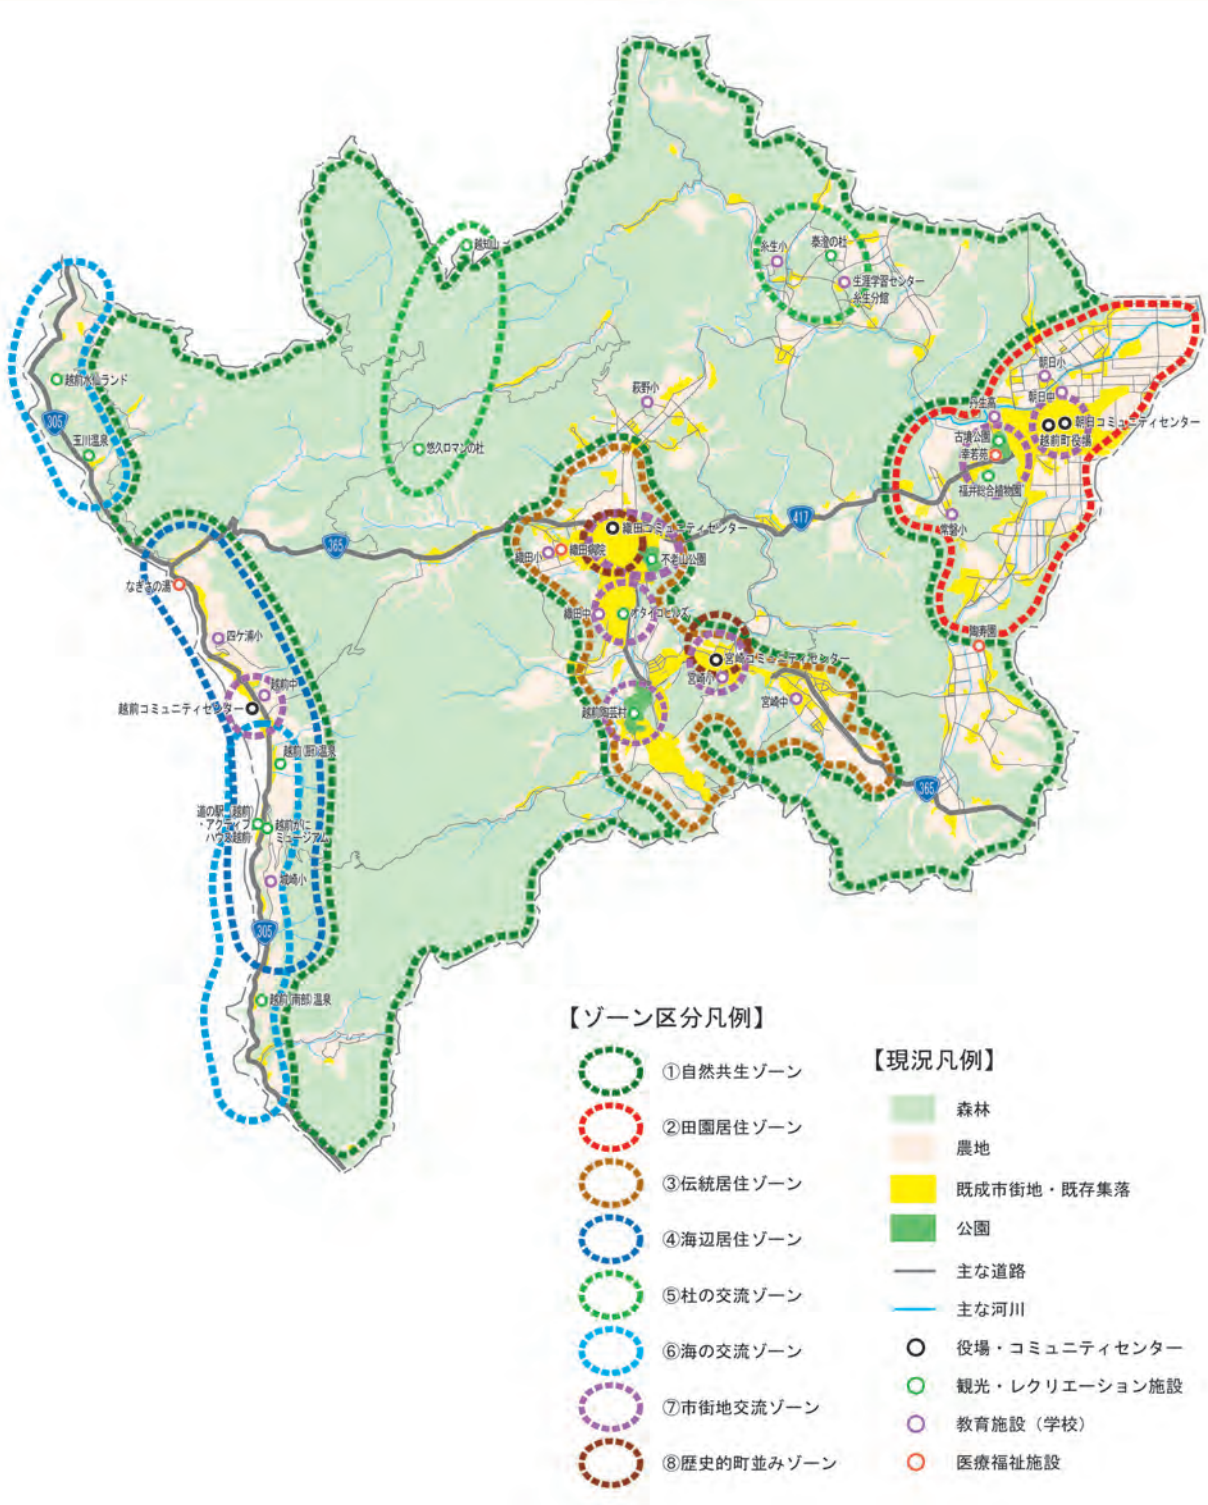 越知山
糸生小
泰澄の杜
生涯学習センター
糸生分館
越前水仙ランド
305
玉川温泉
悠久ロマンの杜
萩野小
朝日小
朝日中
丹生高
朝日コミュニティセンター
越前町役場
古墳公園
幸若苑
福井総合植物園
常磐小
417
365
織田コミュニティセンター
織田小
織田病院
不老山公園
なぎさの湯
織田中
オタイコヒルズ
四ケ浦小
陶寿園
宮崎コミュニティセンター
宮崎小
宮崎中
越前中
越前コミュニティセンター
越前陶芸村
越前(厨)温泉
365
道の駅「越前」
・アクティブ
ハウス越前
越前がに
ミュージアム
城崎小
305
越前(南部)温泉
【ゾーン区分凡例】
①自然共生ゾーン
②田園居住ゾーン
③伝統居住ゾーン
④海辺居住ゾーン
⑤杜の交流ゾーン
⑥海の交流ゾーン
⑦市街地交流ゾーン
⑧歴史的町並みゾーン
【現況凡例】
森林
農地
既成市街地・既存集落
公園
主な道路
主な河川
役場・コミュニティセンター
観光・レクリエーション施設
教育施設（学校）
医療福祉施設